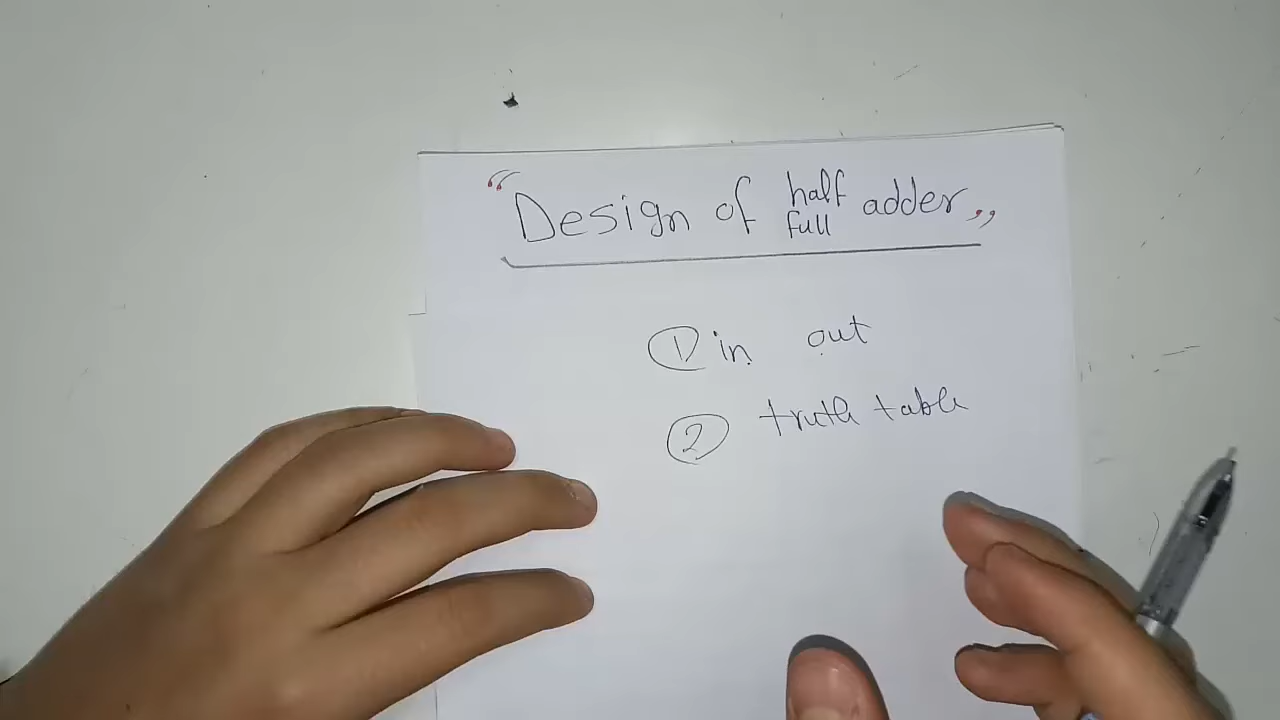 “Design of half adder”
full
① in out
② truth table